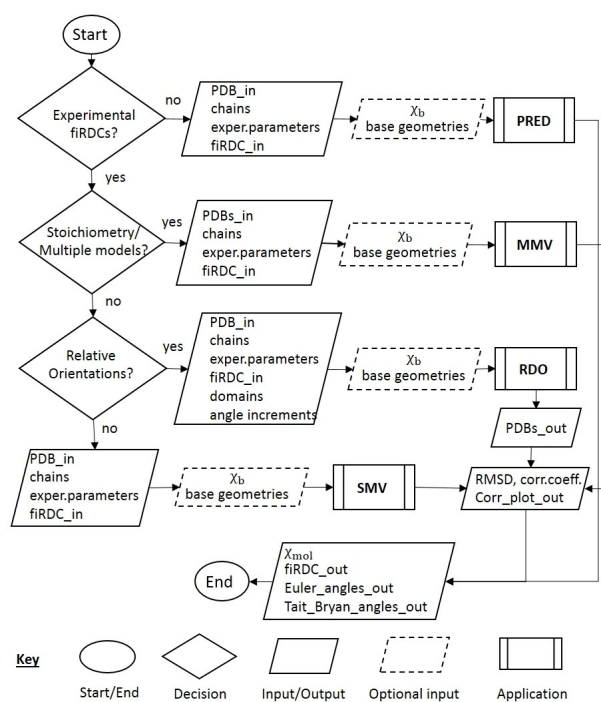 Start
Experimental
fiRDCs?
no
PDB_in
chains
exper.parameters
fiRDC_in
χb
base geometries
PRED
yes
Stoichiometry/
Multiple models?
yes
PDBs_in
chains
exper.parameters
fiRDC_in
χb
base geometries
MMV
no
Relative
Orientations?
yes
PDB_in
chains
exper.parameters
fiRDC_in
domains
angle increments
χb
base geometries
RDO
PDBs_out
no
PDB_in
chains
exper.parameters
fiRDC_in
χb
base geometries
SMV
RMSD, corr.coeff.
Corr_plot_out
End
χmol
fiRDC_out
Euler_angles_out
Tait_Bryan_angles_out
Key
Start/End
Decision
Input/Output
Optional input
Application